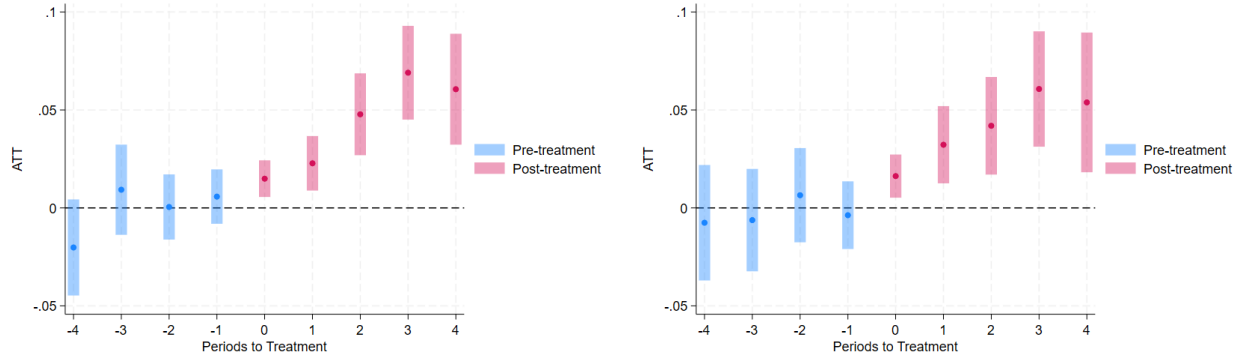 .1
.05
0
-.05
ATT
-4 -3 -2 -1 0 1 2 3 4
Periods to Treatment
Pre-treatment
Post-treatment
.1
.05
0
-.05
ATT
-4 -3 -2 -1 0 1 2 3 4
Periods to Treatment
Pre-treatment
Post-treatment